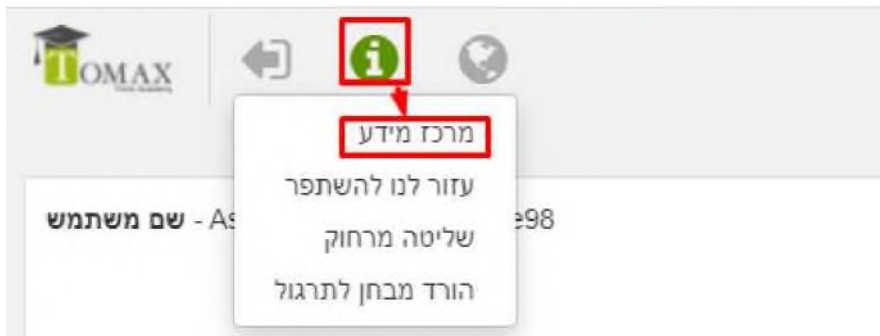 TOMAX
מרכז מידע
עזור לנו להשתפר
שם משתמש - As
e98
שליטה מרחוק
הורד מבחן לתרגול